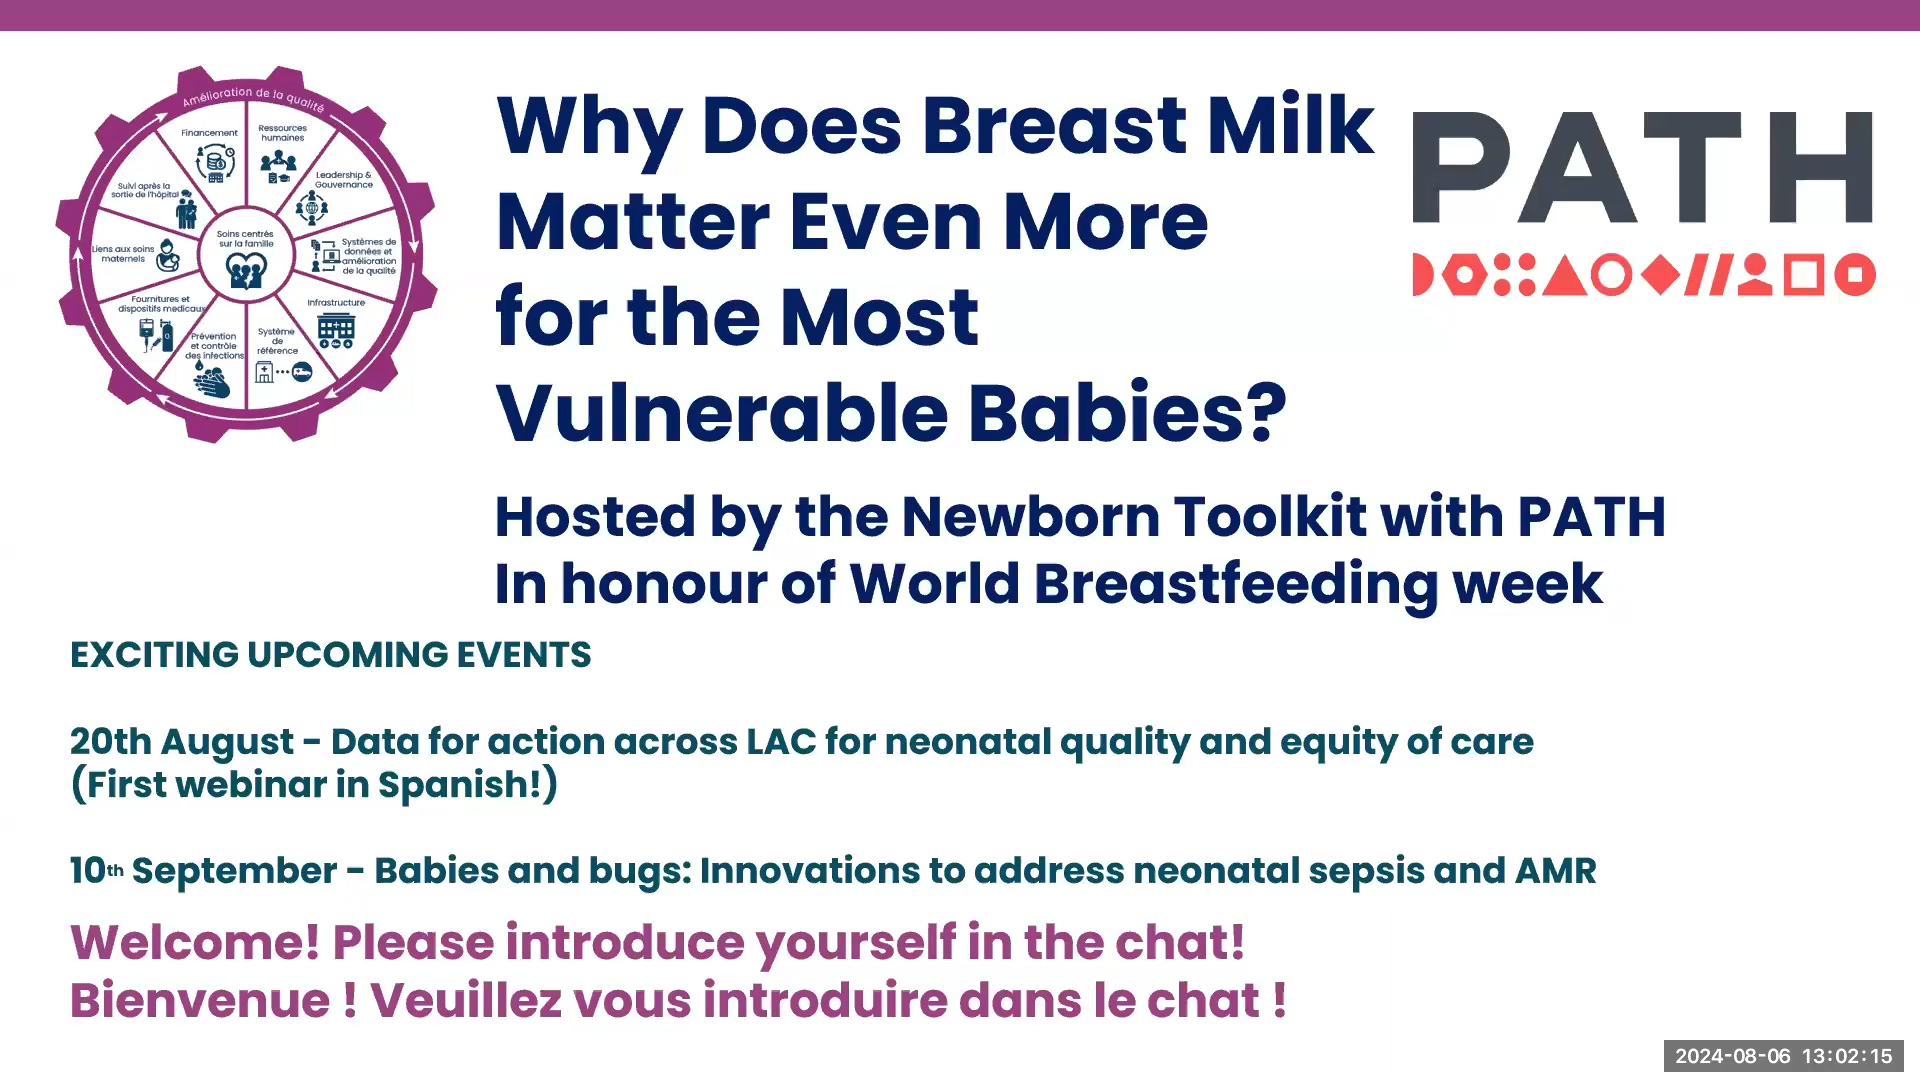 Amélioration de la qualité
Financement
Ressources
humaines
Leadership &
Gouvernance
Suivi après la
sortie de l'hôpital
Soins centrés
sur la famille
Systèmes de
données et
amélioration
de la qualité
Liens aux soins
maternels
Fournitures et
dispositifs medicaux
Infrastructure
Prévention
et contrôle
des infections
Système
de
référence
Why Does Breast Milk
Matter Even More
for the Most
Vulnerable Babies?
PATH
Hosted by the Newborn Toolkit with PATH
In honour of World Breastfeeding week
EXCITING UPCOMING EVENTS
20th August - Data for action across LAC for neonatal quality and equity of care
(First webinar in Spanish!)
10th September - Babies and bugs: Innovations to address neonatal sepsis and AMR
Welcome! Please introduce yourself in the chat!
Bienvenue ! Veuillez vous introduire dans le chat !
2024-08-06 13:02:15